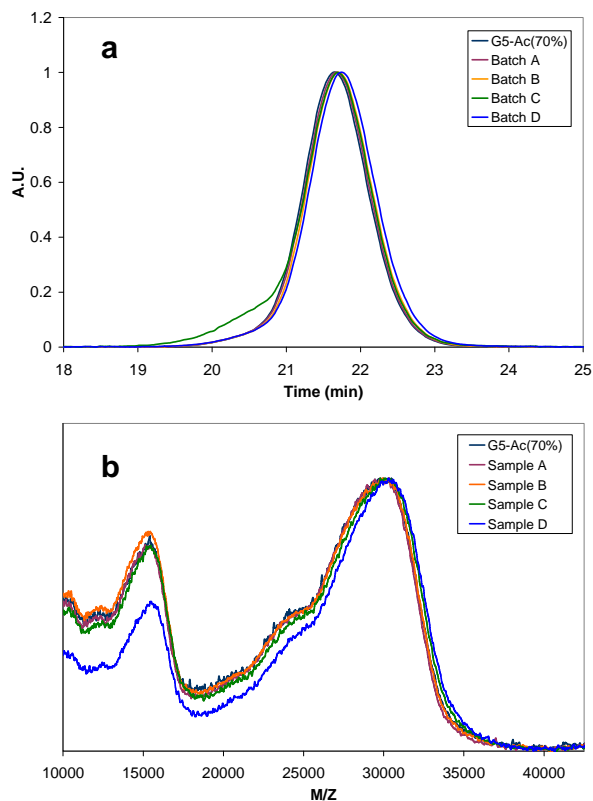 a
A.U.
1.2
1
0.8
0.6
0.4
0.2
0
G5-Ac(70%)
Batch A
Batch B
Batch C
Batch D
18 19 20 21 22 23 24 25
Time (min)
b
G5-Ac(70%)
Sample A
Sample B
Sample C
Sample D
10000 15000 20000 25000 30000 35000 40000
M/Z